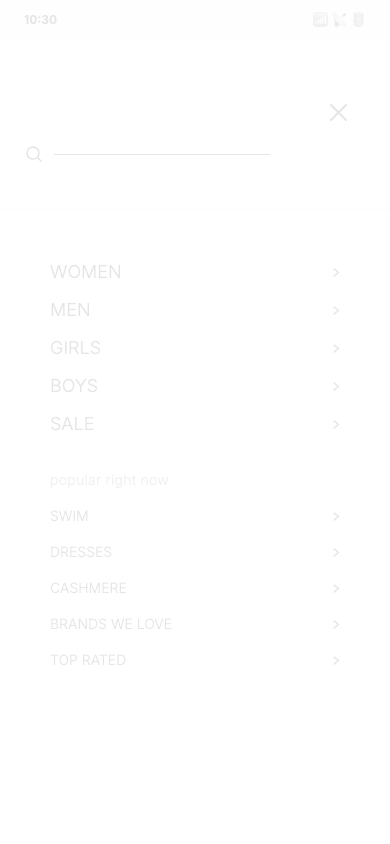 10:30
WOMEN
MEN
GIRLS
BOYS
SALE
popular right now
SWIM
DRESSES
CASHMERE
BRANDS WE LOVE
TOP RATED